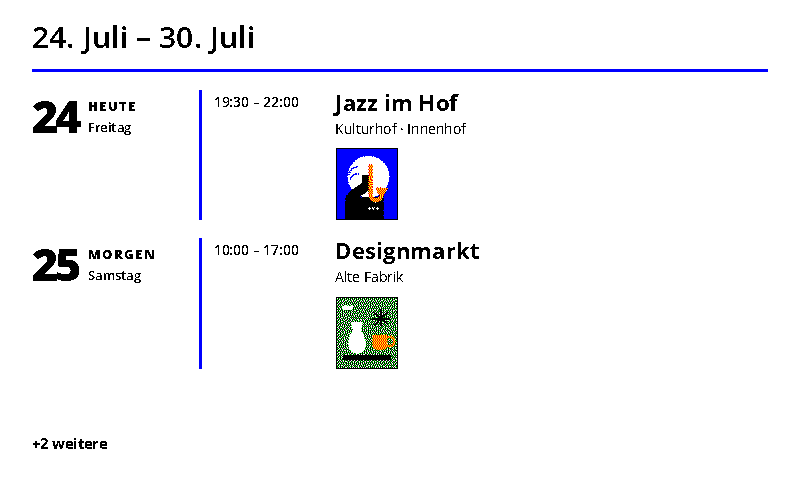 24. Juli – 30. Juli
24 HEUTE
Freitag
19:30 – 22:00
Jazz im Hof
Kulturhof · Innenhof
25 MORGEN
Samstag
10:00 – 17:00
Designmarkt
Alte Fabrik
+2 weitere